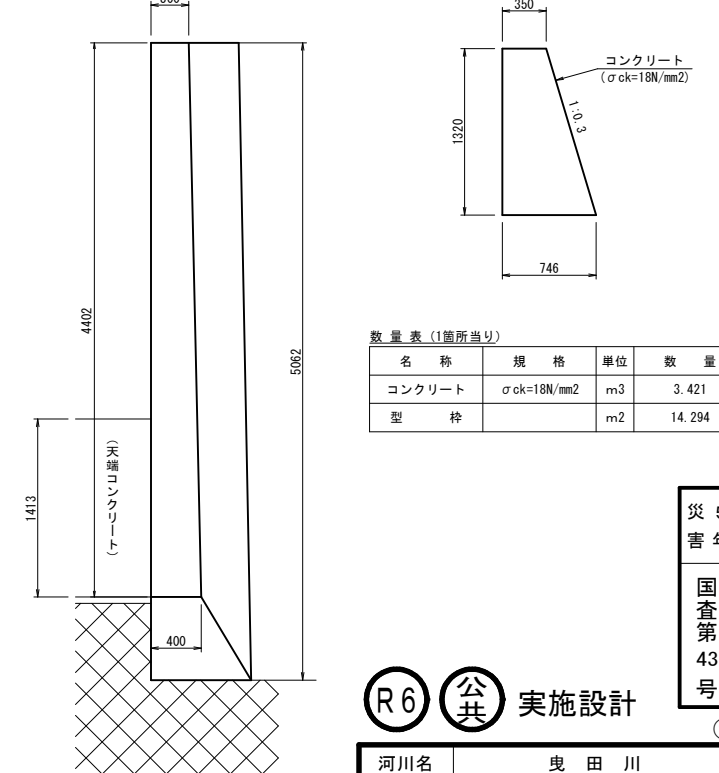 350
コンクリート
(σck=18N/mm2)
1:0.3
1320
746
4402
5062
1413
(天端コンクリート)
400
数 量 表 (1箇所当り)
名 称 規 格 単位 数 量
コンクリート σck=18N/mm2 m3 3.421
型 枠 m2 14.294
災
害
国
査
第
43
号
R6 公共 実施設計
河川名 曳 田 川